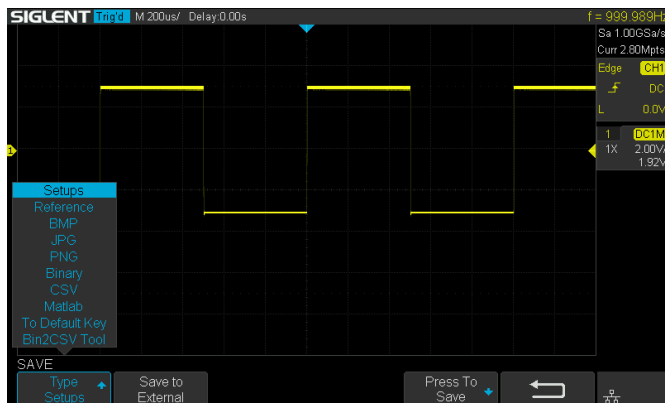 SIGLENT Trig'd M 200us/ Delay:0.00s f = 999.989Hz
Sa 1.00GSa/s
Curr 2.80Mpts
Edge CH1
DC
L 0.0V
1 DC1M
1X 2.00V/
1.92V
1
Setups
Reference
BMP
JPG
PNG
Binary
CSV
Matlab
To Default Key
Bin2CSV Tool
SAVE
Type Save to Press To
Setups External Save